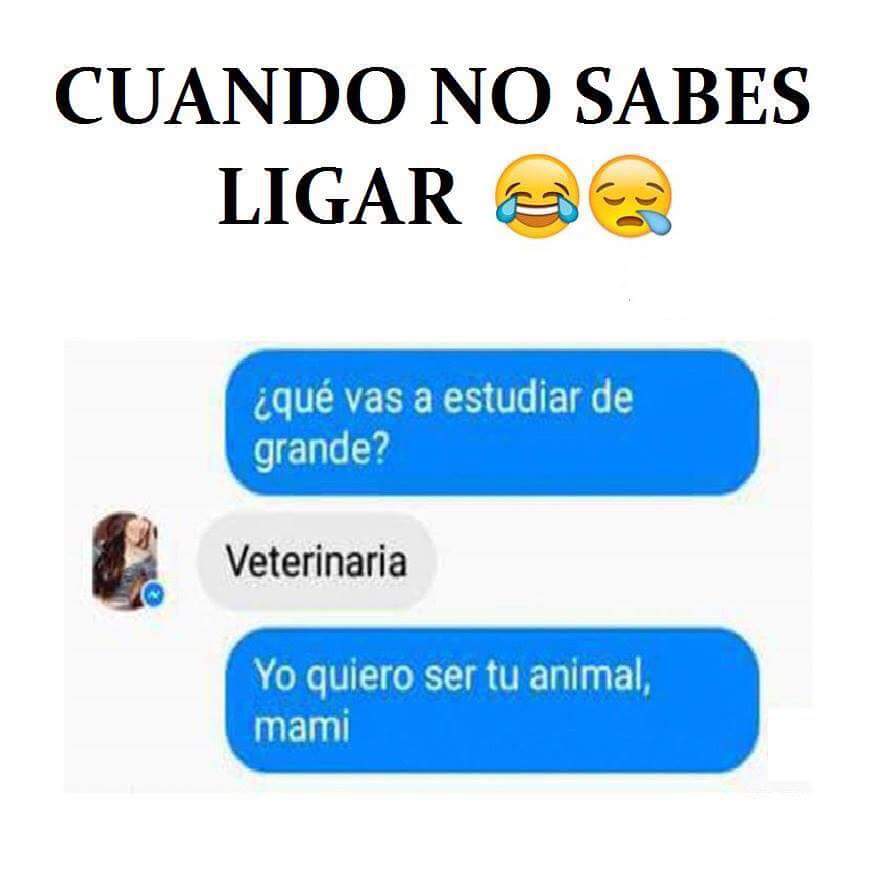 CUANDO NO SABES
LIGAR 😂😪
¿qué vas a estudiar de
grande?
Veterinaria
Yo quiero ser tu animal,
mami